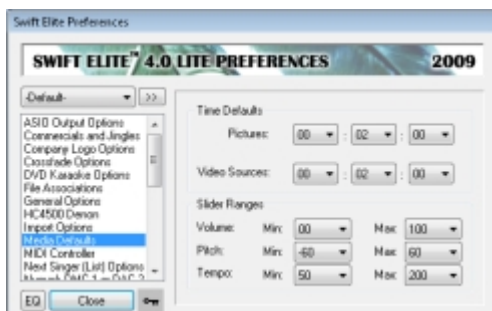 Swift Elite Preferences
SWIFT ELITE™ 4.0 LITE PREFERENCES 2009
-Default- >>
ASIO Output Options
Commercials and Jingles
Company Logo Options
Crossfade Options
DVD Karaoke Options
File Associations
General Options
HC4500 Denon
Import Options
Media Defaults
MIDI Controller
Next Singer (List) Options
EQ Close
Time Defaults
Pictures: 00 : 02 : 00
Video Sources: 00 : 02 : 00
Slider Ranges
Volume: Min: 00 Max: 100
Pitch: Min: -60 Max: 60
Tempo: Min: 50 Max: 200